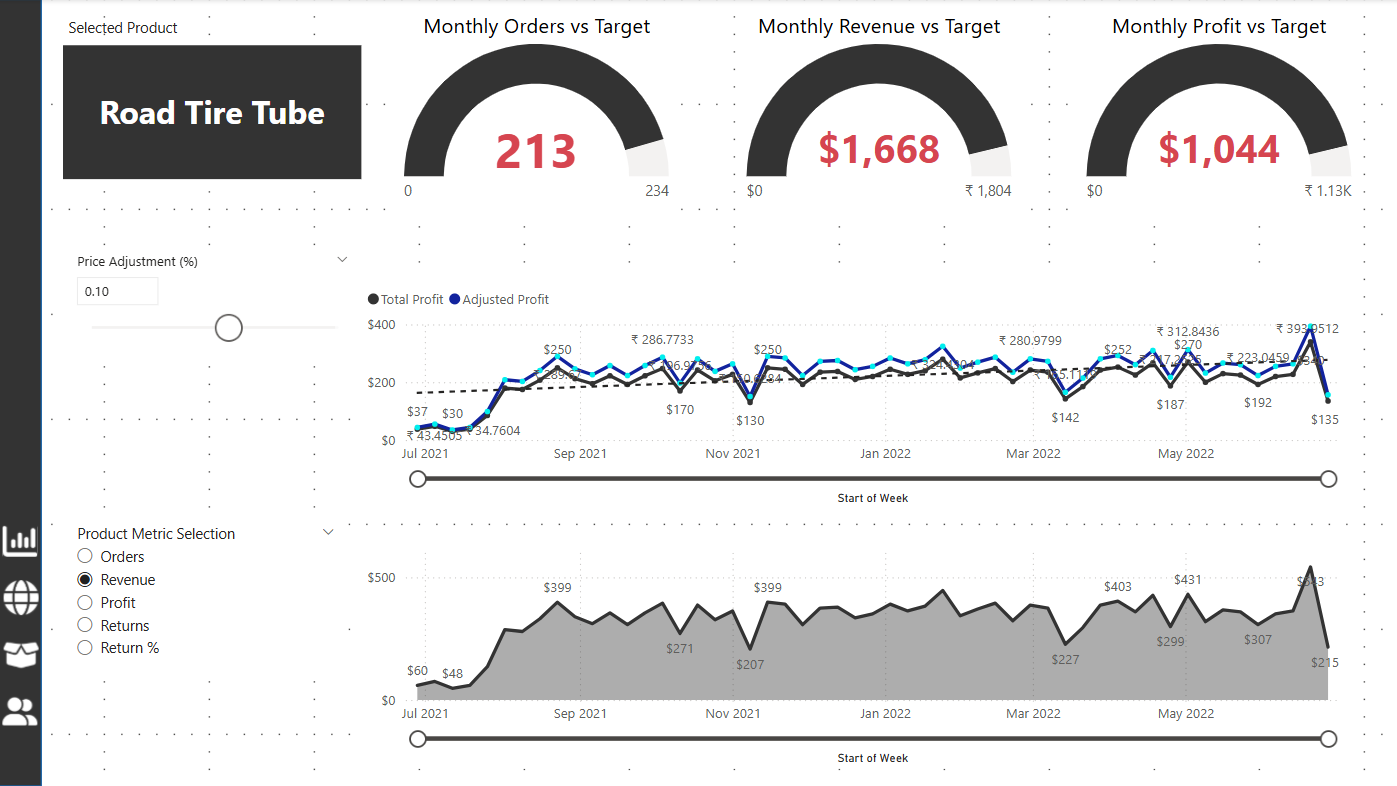 Selected Product
Road Tire Tube
Monthly Orders vs Target
213
0
234
Monthly Revenue vs Target
$1,668
$0
₹ 1,804
Monthly Profit vs Target
$1,044
$0
₹ 1.13K
Price Adjustment (%)
0.10
Total Profit Adjusted Profit
$400
$200
$0
₹ 286.7733
₹ 280.9799
₹ 312.8436
₹ 393.9512
$250
$250
$252
$270
₹ 223.0459
$37
$30
$170
$130
$142
$187
$192
$135
₹ 43.4505
₹ 34.7604
Jul 2021
Sep 2021
Nov 2021
Jan 2022
Mar 2022
May 2022
Start of Week
Product Metric Selection
Orders
Revenue
Profit
Returns
Return %
$500
$0
$399
$399
$403
$431
$60
$48
$271
$207
$227
$299
$307
$215
Jul 2021
Sep 2021
Nov 2021
Jan 2022
Mar 2022
May 2022
Start of Week